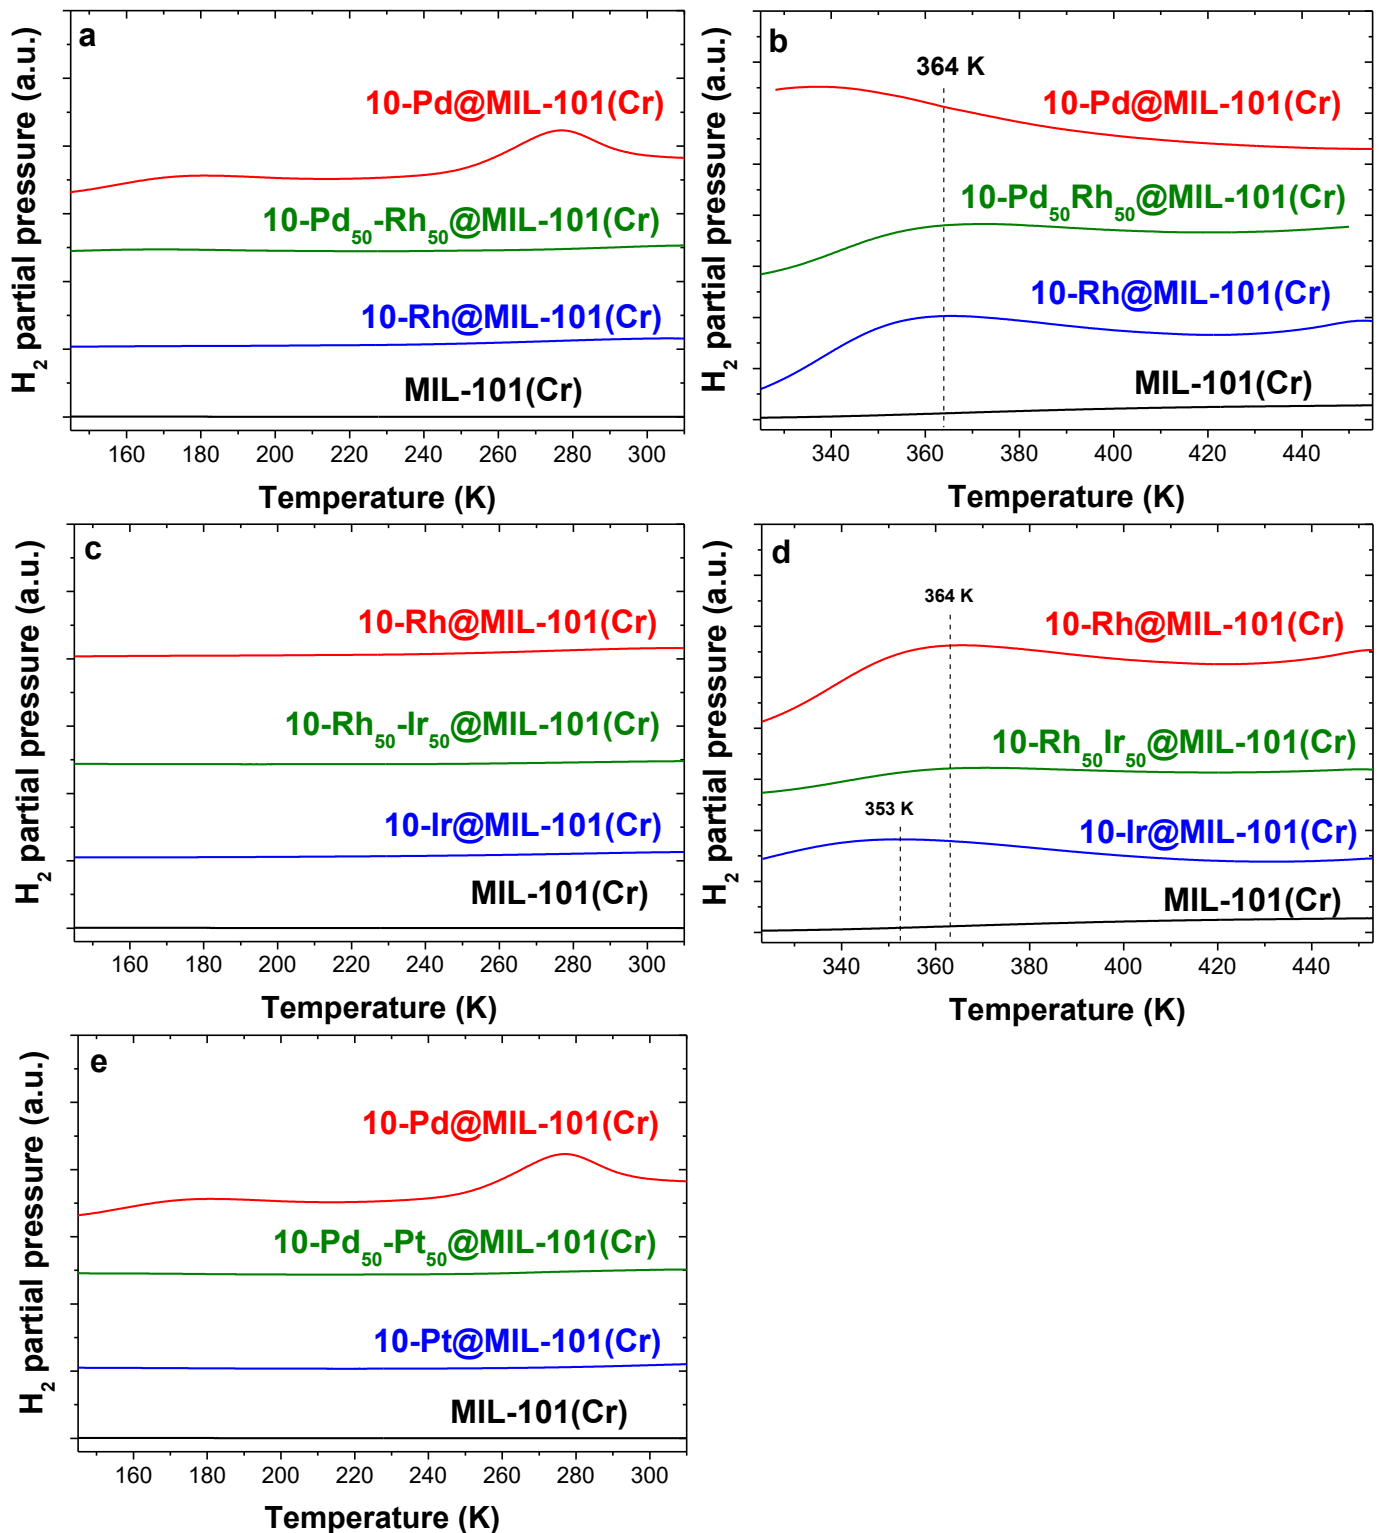 a
H2 partial pressure (a.u.)
10-Pd@MIL-101(Cr)
10-Pd50-Rh50@MIL-101(Cr)
10-Rh@MIL-101(Cr)
MIL-101(Cr)
160 180 200 220 240 260 280 300
Temperature (K)
b
H2 partial pressure (a.u.)
364 K
10-Pd@MIL-101(Cr)
10-Pd50Rh50@MIL-101(Cr)
10-Rh@MIL-101(Cr)
MIL-101(Cr)
340 360 380 400 420 440
Temperature (K)
c
H2 partial pressure (a.u.)
10-Rh@MIL-101(Cr)
10-Rh50-Ir50@MIL-101(Cr)
10-Ir@MIL-101(Cr)
MIL-101(Cr)
160 180 200 220 240 260 280 300
Temperature (K)
d
H2 partial pressure (a.u.)
364 K
10-Rh@MIL-101(Cr)
10-Rh50Ir50@MIL-101(Cr)
353 K
10-Ir@MIL-101(Cr)
MIL-101(Cr)
340 360 380 400 420 440
Temperature (K)
e
H2 partial pressure (a.u.)
10-Pd@MIL-101(Cr)
10-Pd50-Pt50@MIL-101(Cr)
10-Pt@MIL-101(Cr)
MIL-101(Cr)
160 180 200 220 240 260 280 300
Temperature (K)